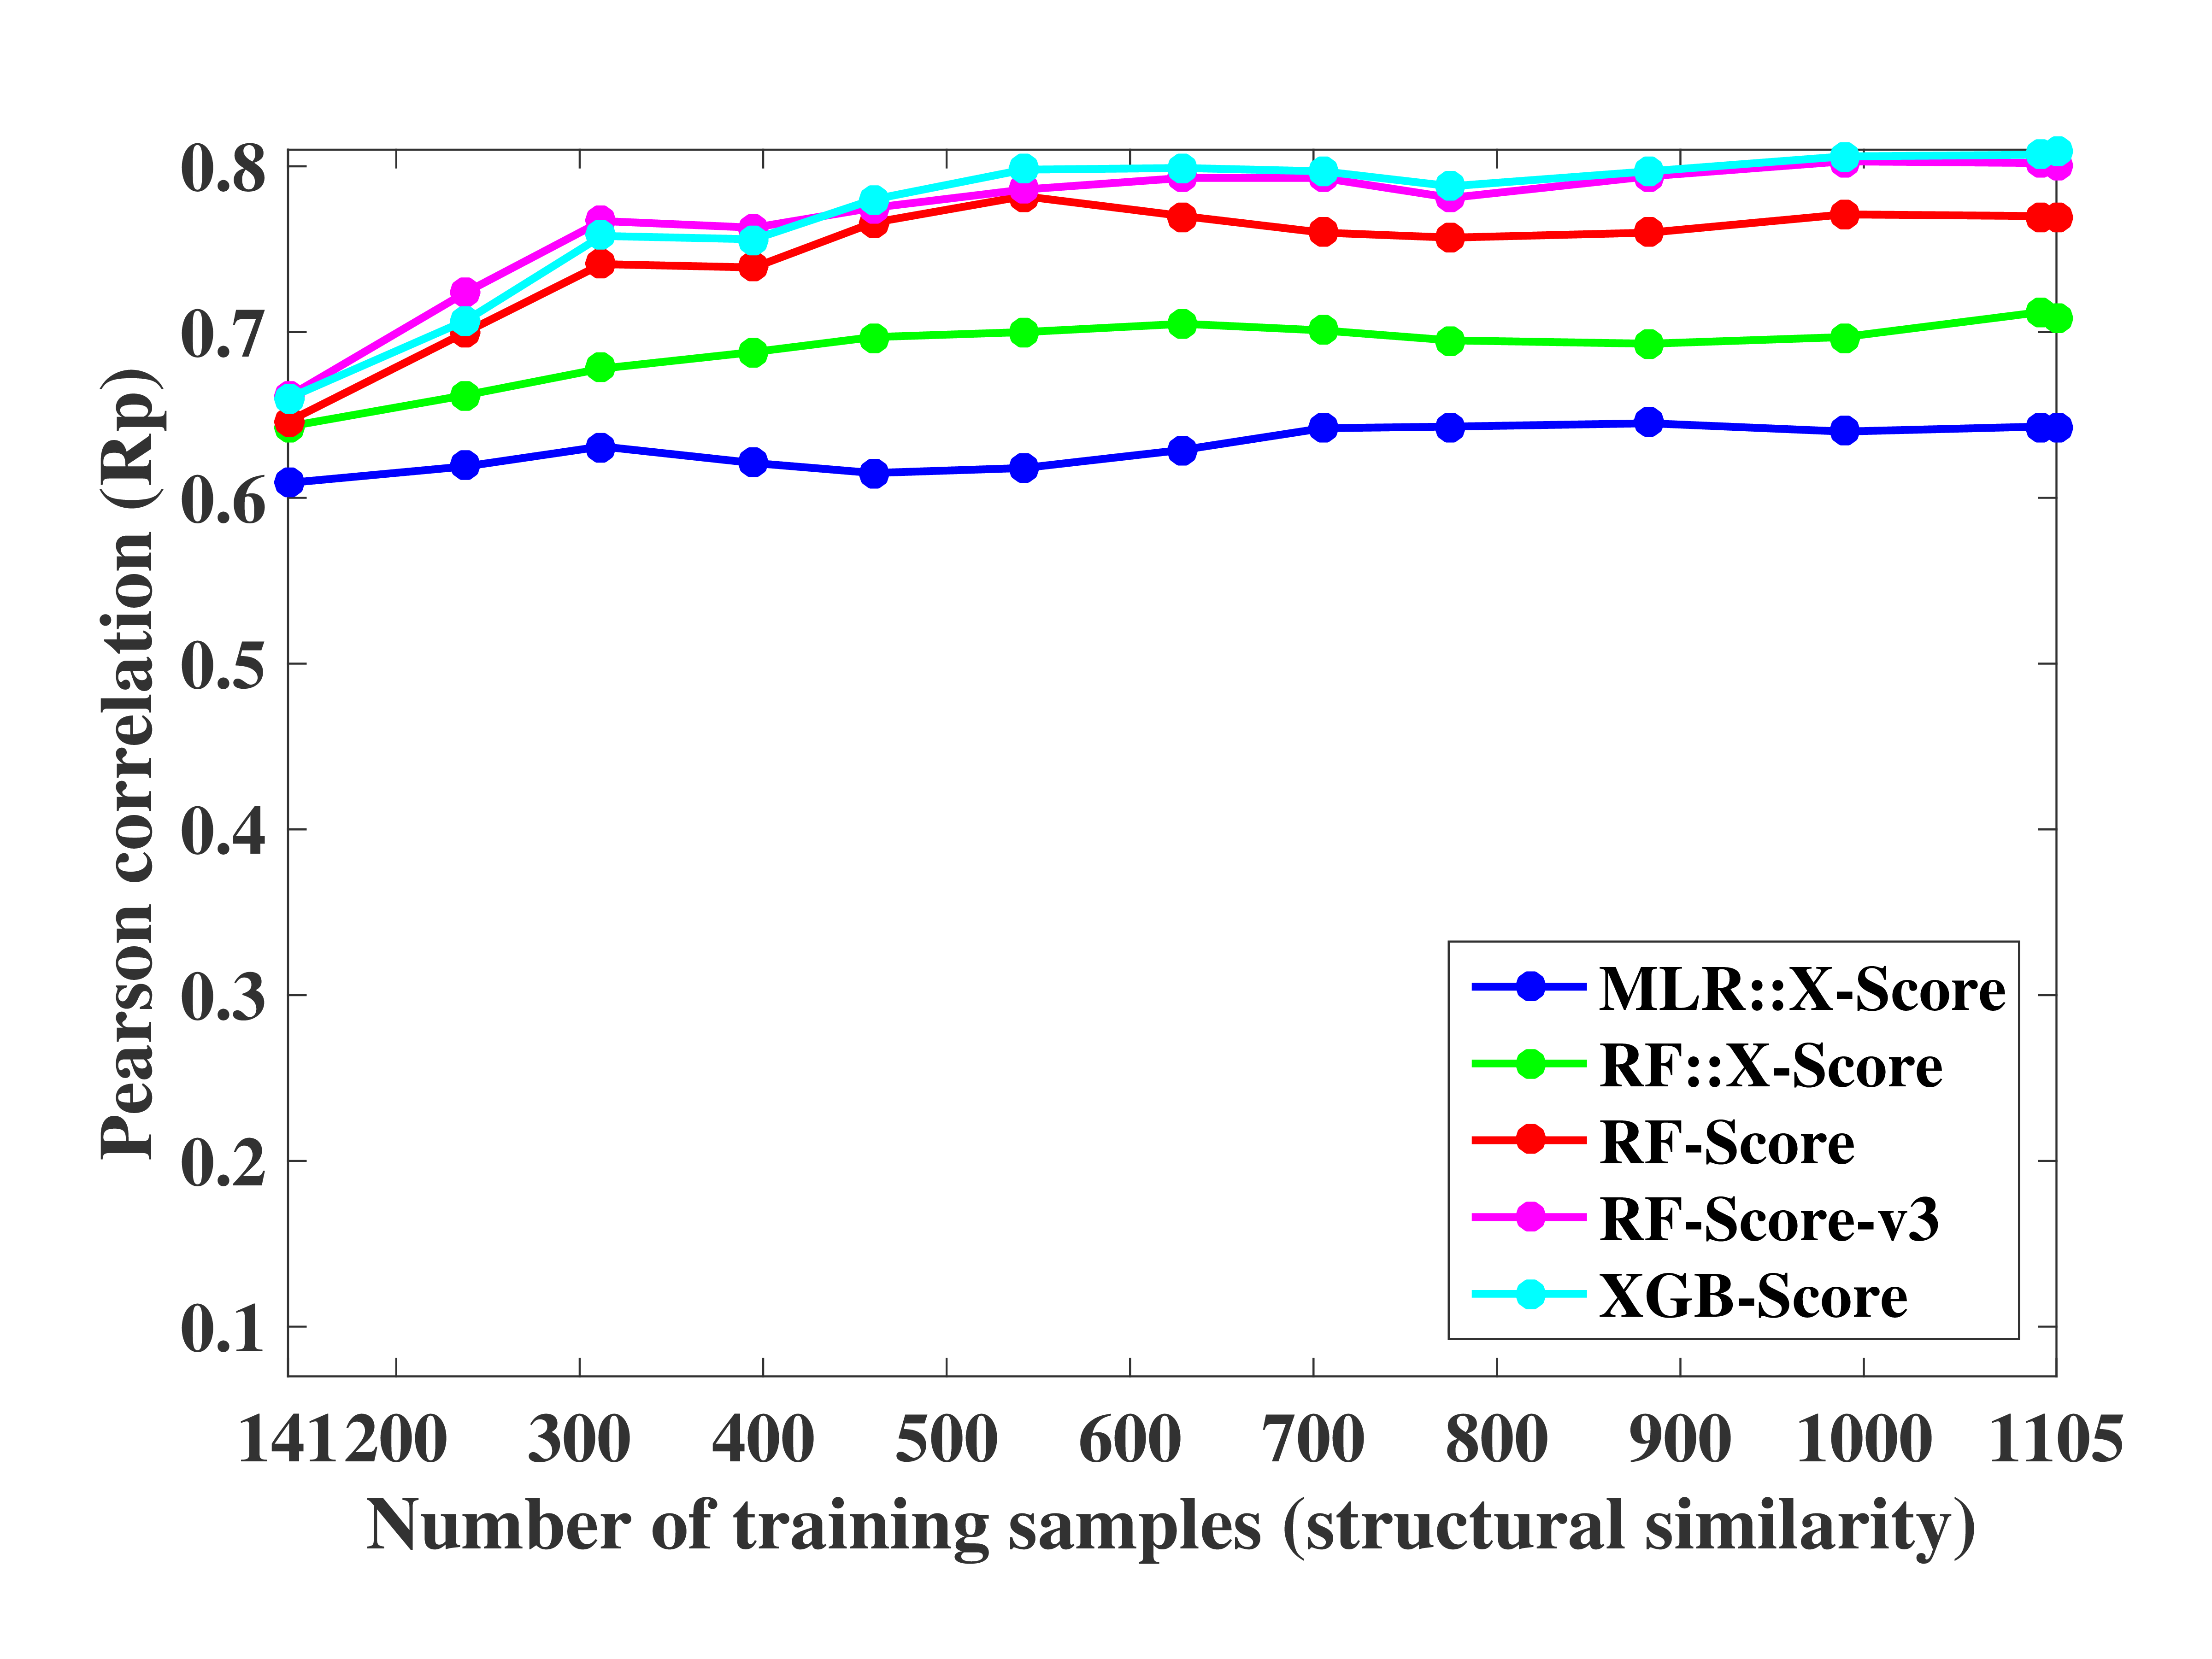 0.8
0.7
0.6
0.5
0.4
0.3
0.2
0.1
Pearson correlation (Rp)
MLR::X-Score
RF::X-Score
RF-Score
RF-Score-v3
XGB-Score
141 200 300 400 500 600 700 800 900 1000 1105
Number of training samples (structural similarity)